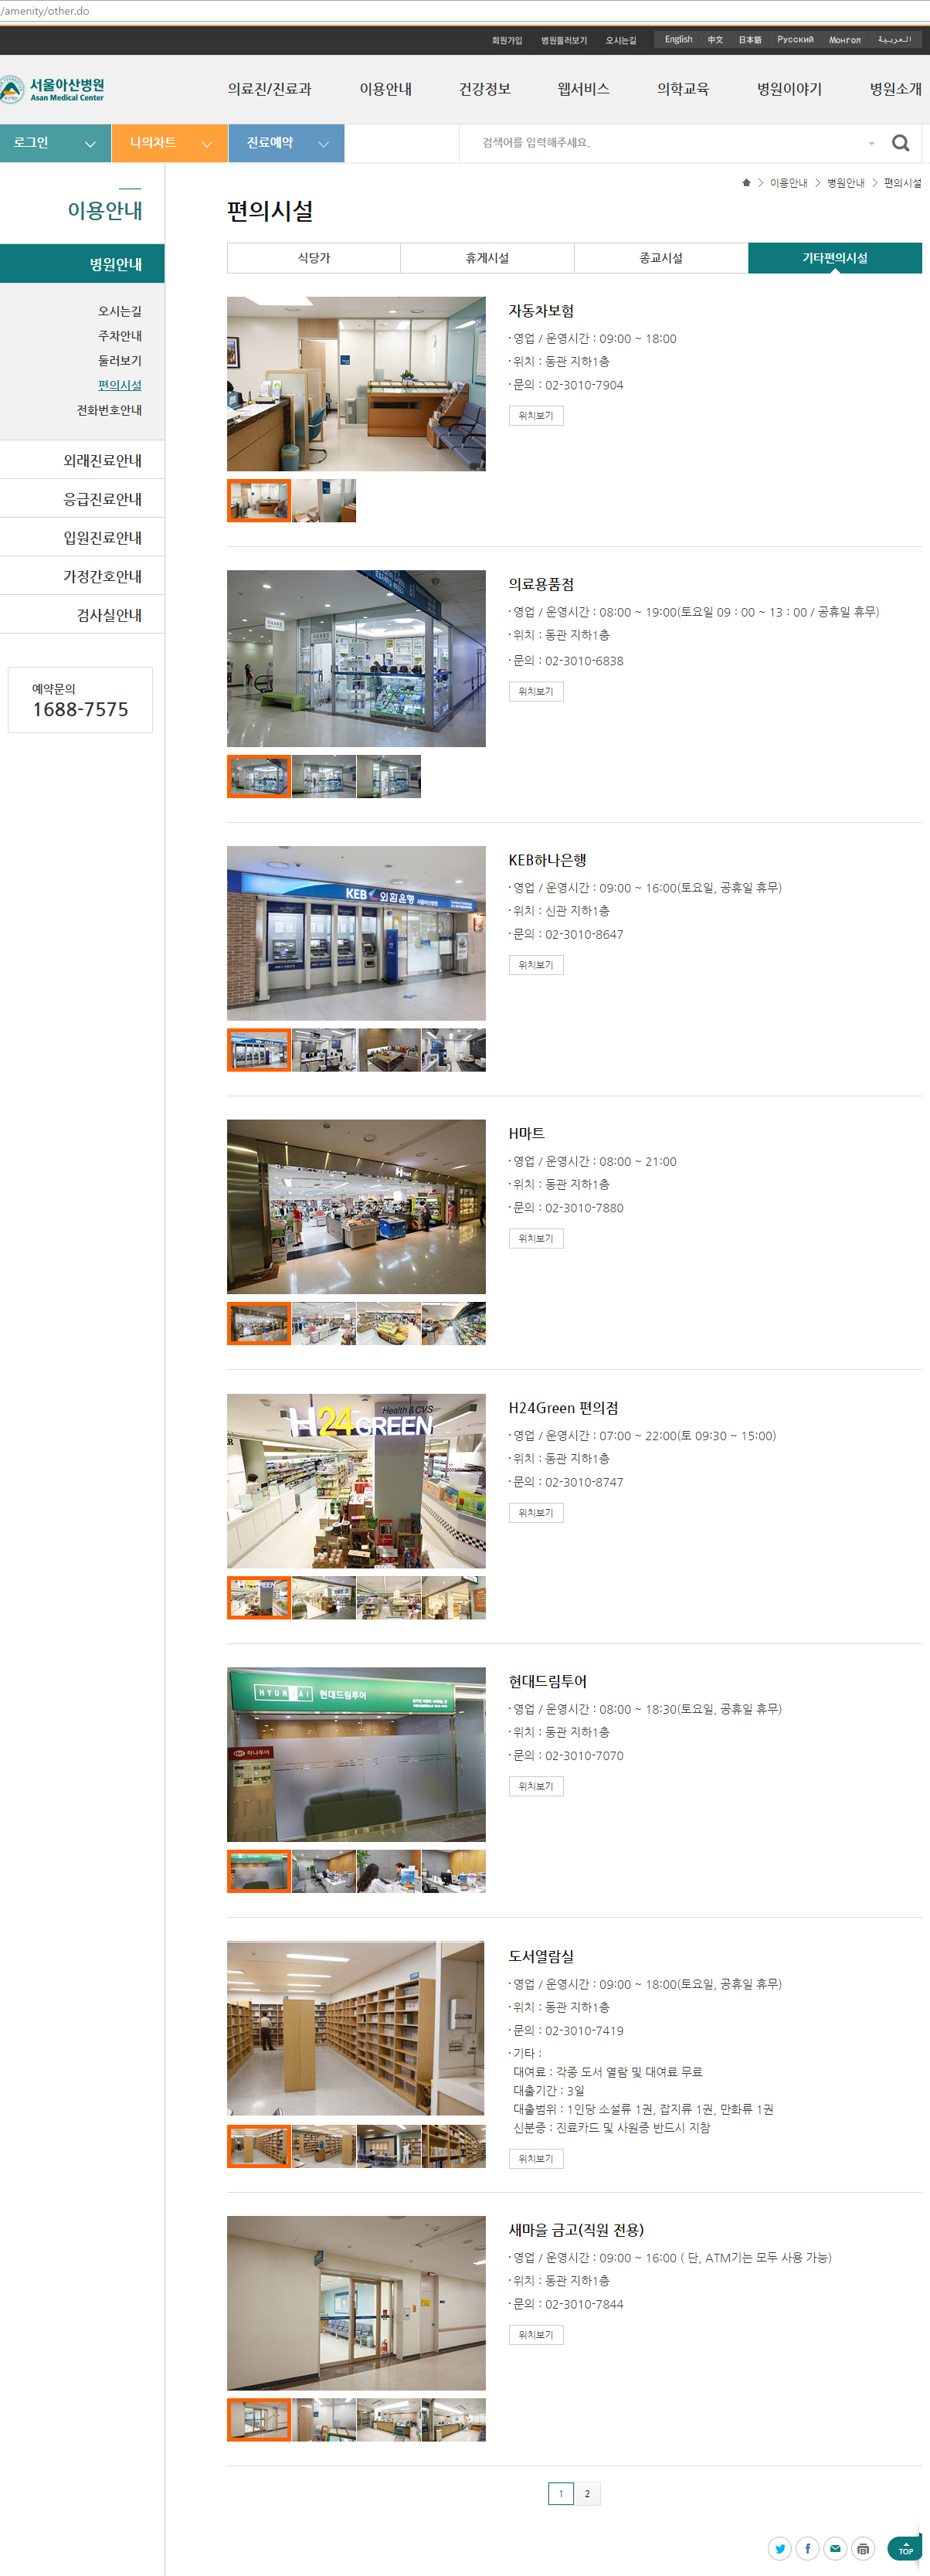 /amenity/other.do
회원가입 병원둘러보기 오시는길 English 中文 日本語 Русский Монгол العربية
서울아산병원
Asan Medical Center
의료진/진료과 이용안내 건강정보 웹서비스 의학교육 병원이야기 병원소개
로그인 나의차트 진료예약 검색어를 입력해주세요.
이용안내 > 병원안내 > 편의시설
이용안내
병원안내
오시는길
주차안내
둘러보기
편의시설
전화번호안내
외래진료안내
응급진료안내
입원진료안내
가정간호안내
검사실안내
예약문의
1688-7575
편의시설
식당가 휴게시설 종교시설 기타편의시설
자동차보험
· 영업 / 운영시간 : 09:00 ~ 18:00
· 위치 : 동관 지하1층
· 문의 : 02-3010-7904
위치보기
의료용품점
· 영업 / 운영시간 : 08:00 ~ 19:00(토요일 09 : 00 ~ 13 : 00 / 공휴일 휴무)
· 위치 : 동관 지하1층
· 문의 : 02-3010-6838
위치보기
KEB 외환은행 서울아산병원
KEB하나은행
· 영업 / 운영시간 : 09:00 ~ 16:00(토요일, 공휴일 휴무)
· 위치 : 신관 지하1층
· 문의 : 02-3010-8647
위치보기
H mart
H마트
· 영업 / 운영시간 : 08:00 ~ 21:00
· 위치 : 동관 지하1층
· 문의 : 02-3010-7880
위치보기
Health & CVS
H24GREEN
H24Green 편의점
· 영업 / 운영시간 : 07:00 ~ 22:00(토 09:30 ~ 15:00)
· 위치 : 동관 지하1층
· 문의 : 02-3010-8747
위치보기
현대드림투어
하나투어
현대드림투어
· 영업 / 운영시간 : 08:00 ~ 18:30(토요일, 공휴일 휴무)
· 위치 : 동관 지하1층
· 문의 : 02-3010-7070
위치보기
도서열람실
· 영업 / 운영시간 : 09:00 ~ 18:00(토요일, 공휴일 휴무)
· 위치 : 동관 지하1층
· 문의 : 02-3010-7419
· 기타 :
대여료 : 각종 도서 열람 및 대여료 무료
대출기간 : 3일
대출범위 : 1인당 소설류 1권, 잡지류 1권, 만화류 1권
신분증 : 진료카드 및 사원증 반드시 지참
위치보기
새마을 금고(직원 전용)
· 영업 / 운영시간 : 09:00 ~ 16:00 ( 단, ATM기는 모두 사용 가능)
· 위치 : 동관 지하1층
· 문의 : 02-3010-7844
위치보기
1 2
TOP